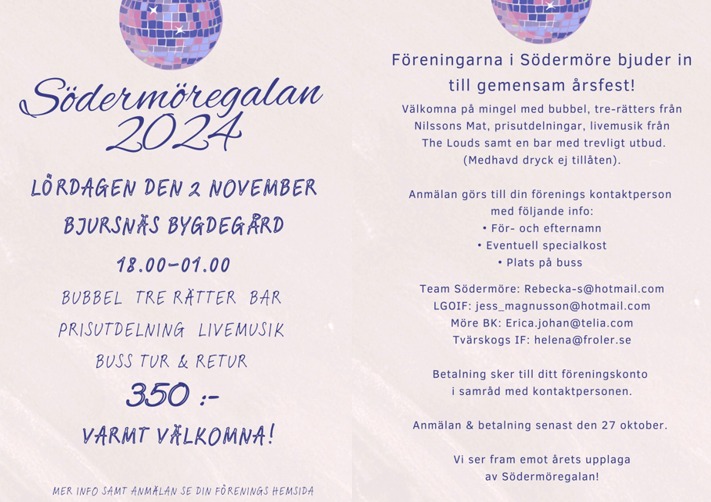 Södermöregalan
2024
LÖRDAGEN DEN 2 NOVEMBER
BJURSNÄS BYGDEGÅRD
18.00-01.00
BUBBEL TRE RÄTTER BAR
PRISUTDELNING LIVEMUSIK
BUSS TUR & RETUR
350 :-
VARMT VÄLKOMNA!
MER INFO SAMT ANMÄLAN SE DIN FÖRENINGS HEMSIDA
Föreningarna i Södermöre bjuder in
till gemensam årsfest!
Välkomna på mingel med bubbel, tre-rätters från
Nilssons Mat, prisutdelningar, livemusik från
The Louds samt en bar med trevligt utbud.
(Medhavd dryck ej tillåten).
Anmälan görs till din förenings kontaktperson
med följande info:
• För- och efternamn
• Eventuell specialkost
• Plats på buss
Team Södermöre: Rebecka-s@hotmail.com
LGOIF: jess_magnusson@hotmail.com
Möre BK: Erica.johan@telia.com
Tvärskogs IF: helena@froler.se
Betalning sker till ditt föreningskonto
i samråd med kontaktpersonen.
Anmälan & betalning senast den 27 oktober.
Vi ser fram emot årets upplaga
av Södermöregalan!